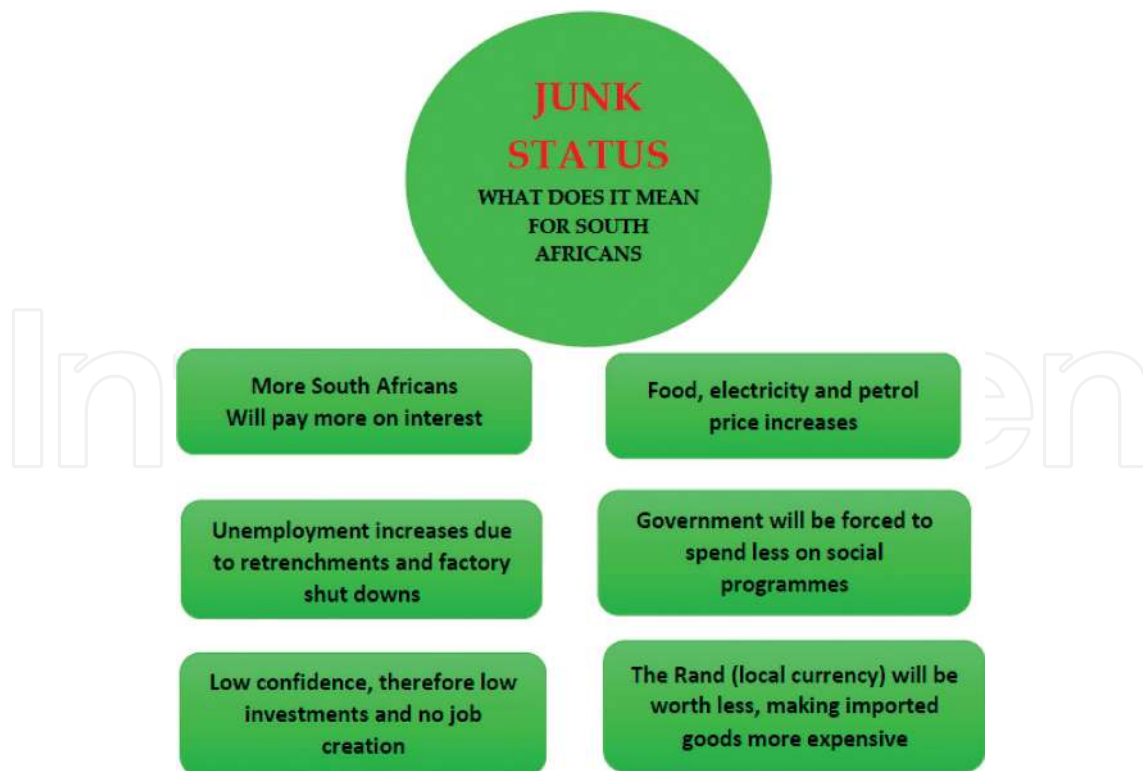 JUNK
STATUS
WHAT DOES IT MEAN
FOR SOUTH
AFRICANS
More South Africans
Will pay more on interest
Food, electricity and petrol
price increases
Unemployment increases due
to retrenchments and factory
shut downs
Government will be forced to
spend less on social
programmes
Low confidence, therefore low
investments and no job
creation
The Rand (local currency) will be
worth less, making imported
goods more expensive